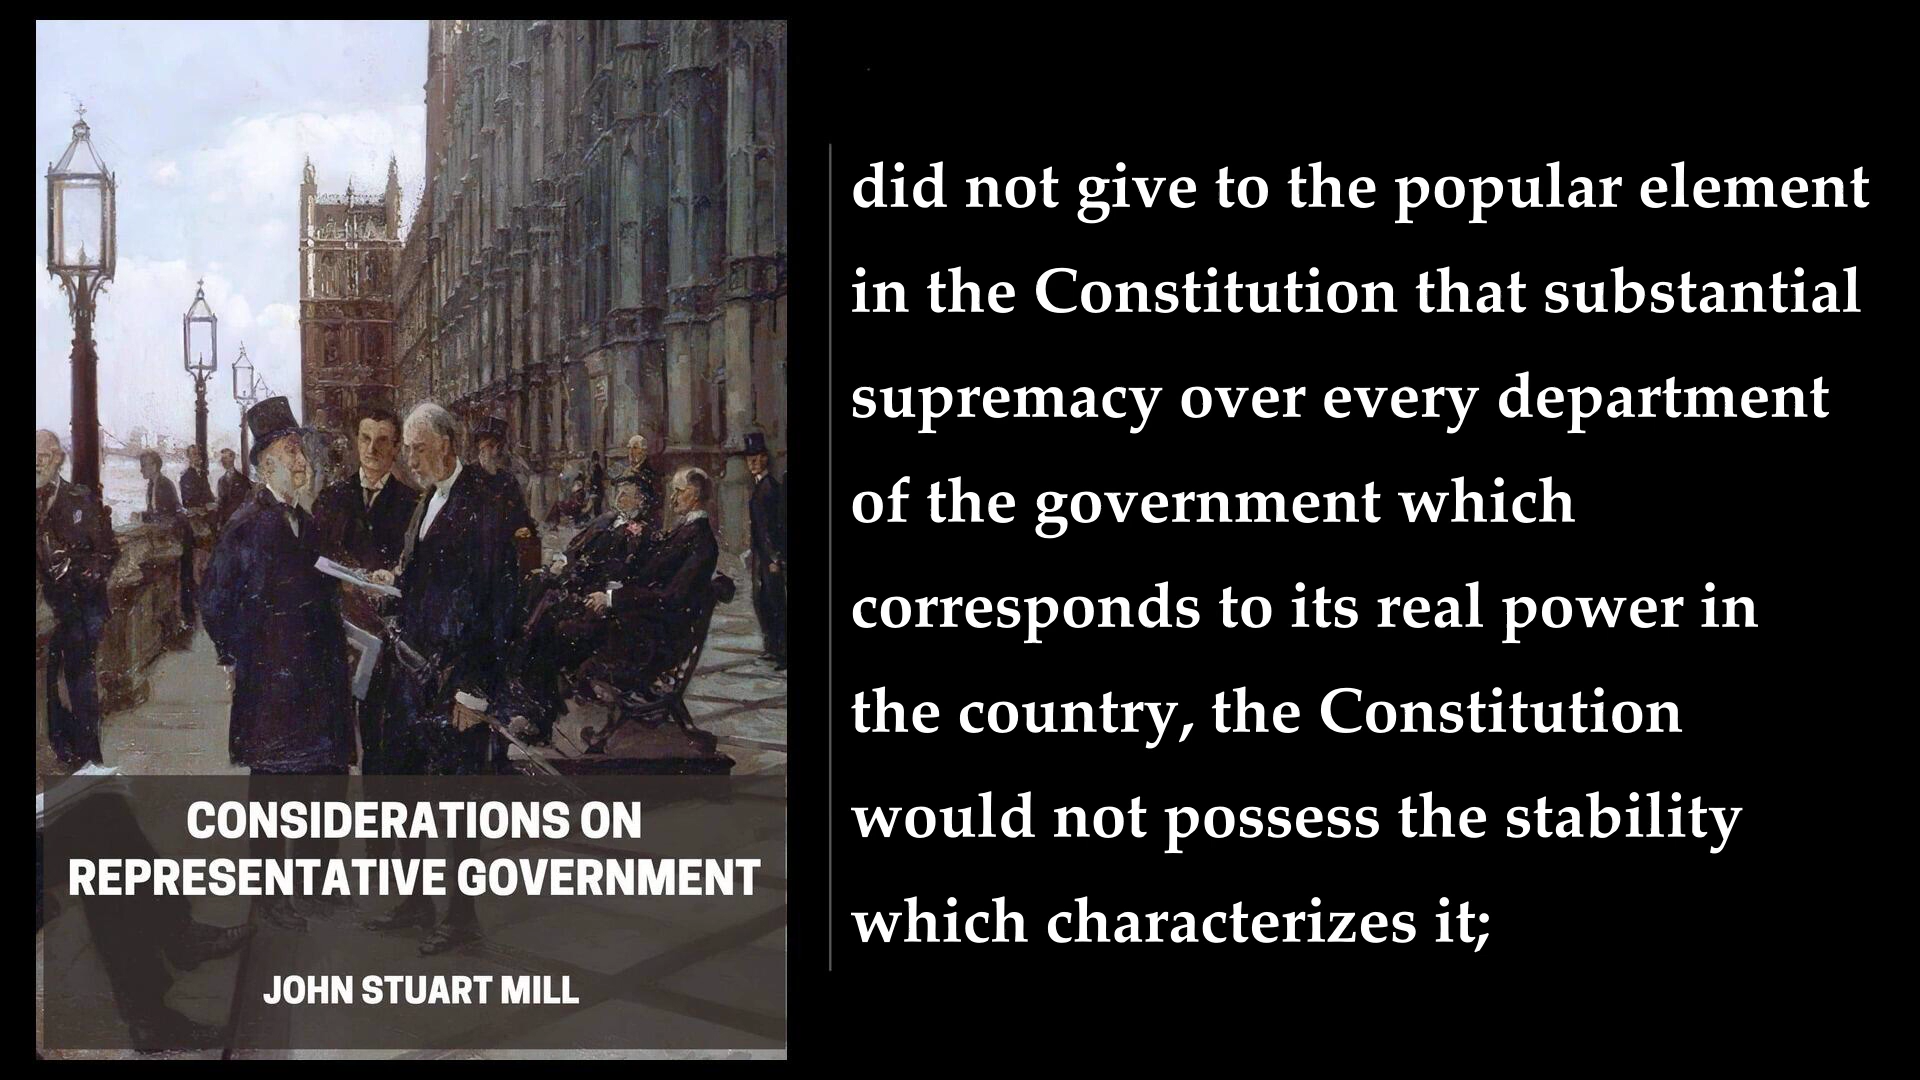 CONSIDERATIONS ON
REPRESENTATIVE GOVERNMENT
JOHN STUART MILL
did not give to the popular element
in the Constitution that substantial
supremacy over every department
of the government which
corresponds to its real power in
the country, the Constitution
would not possess the stability
which characterizes it;